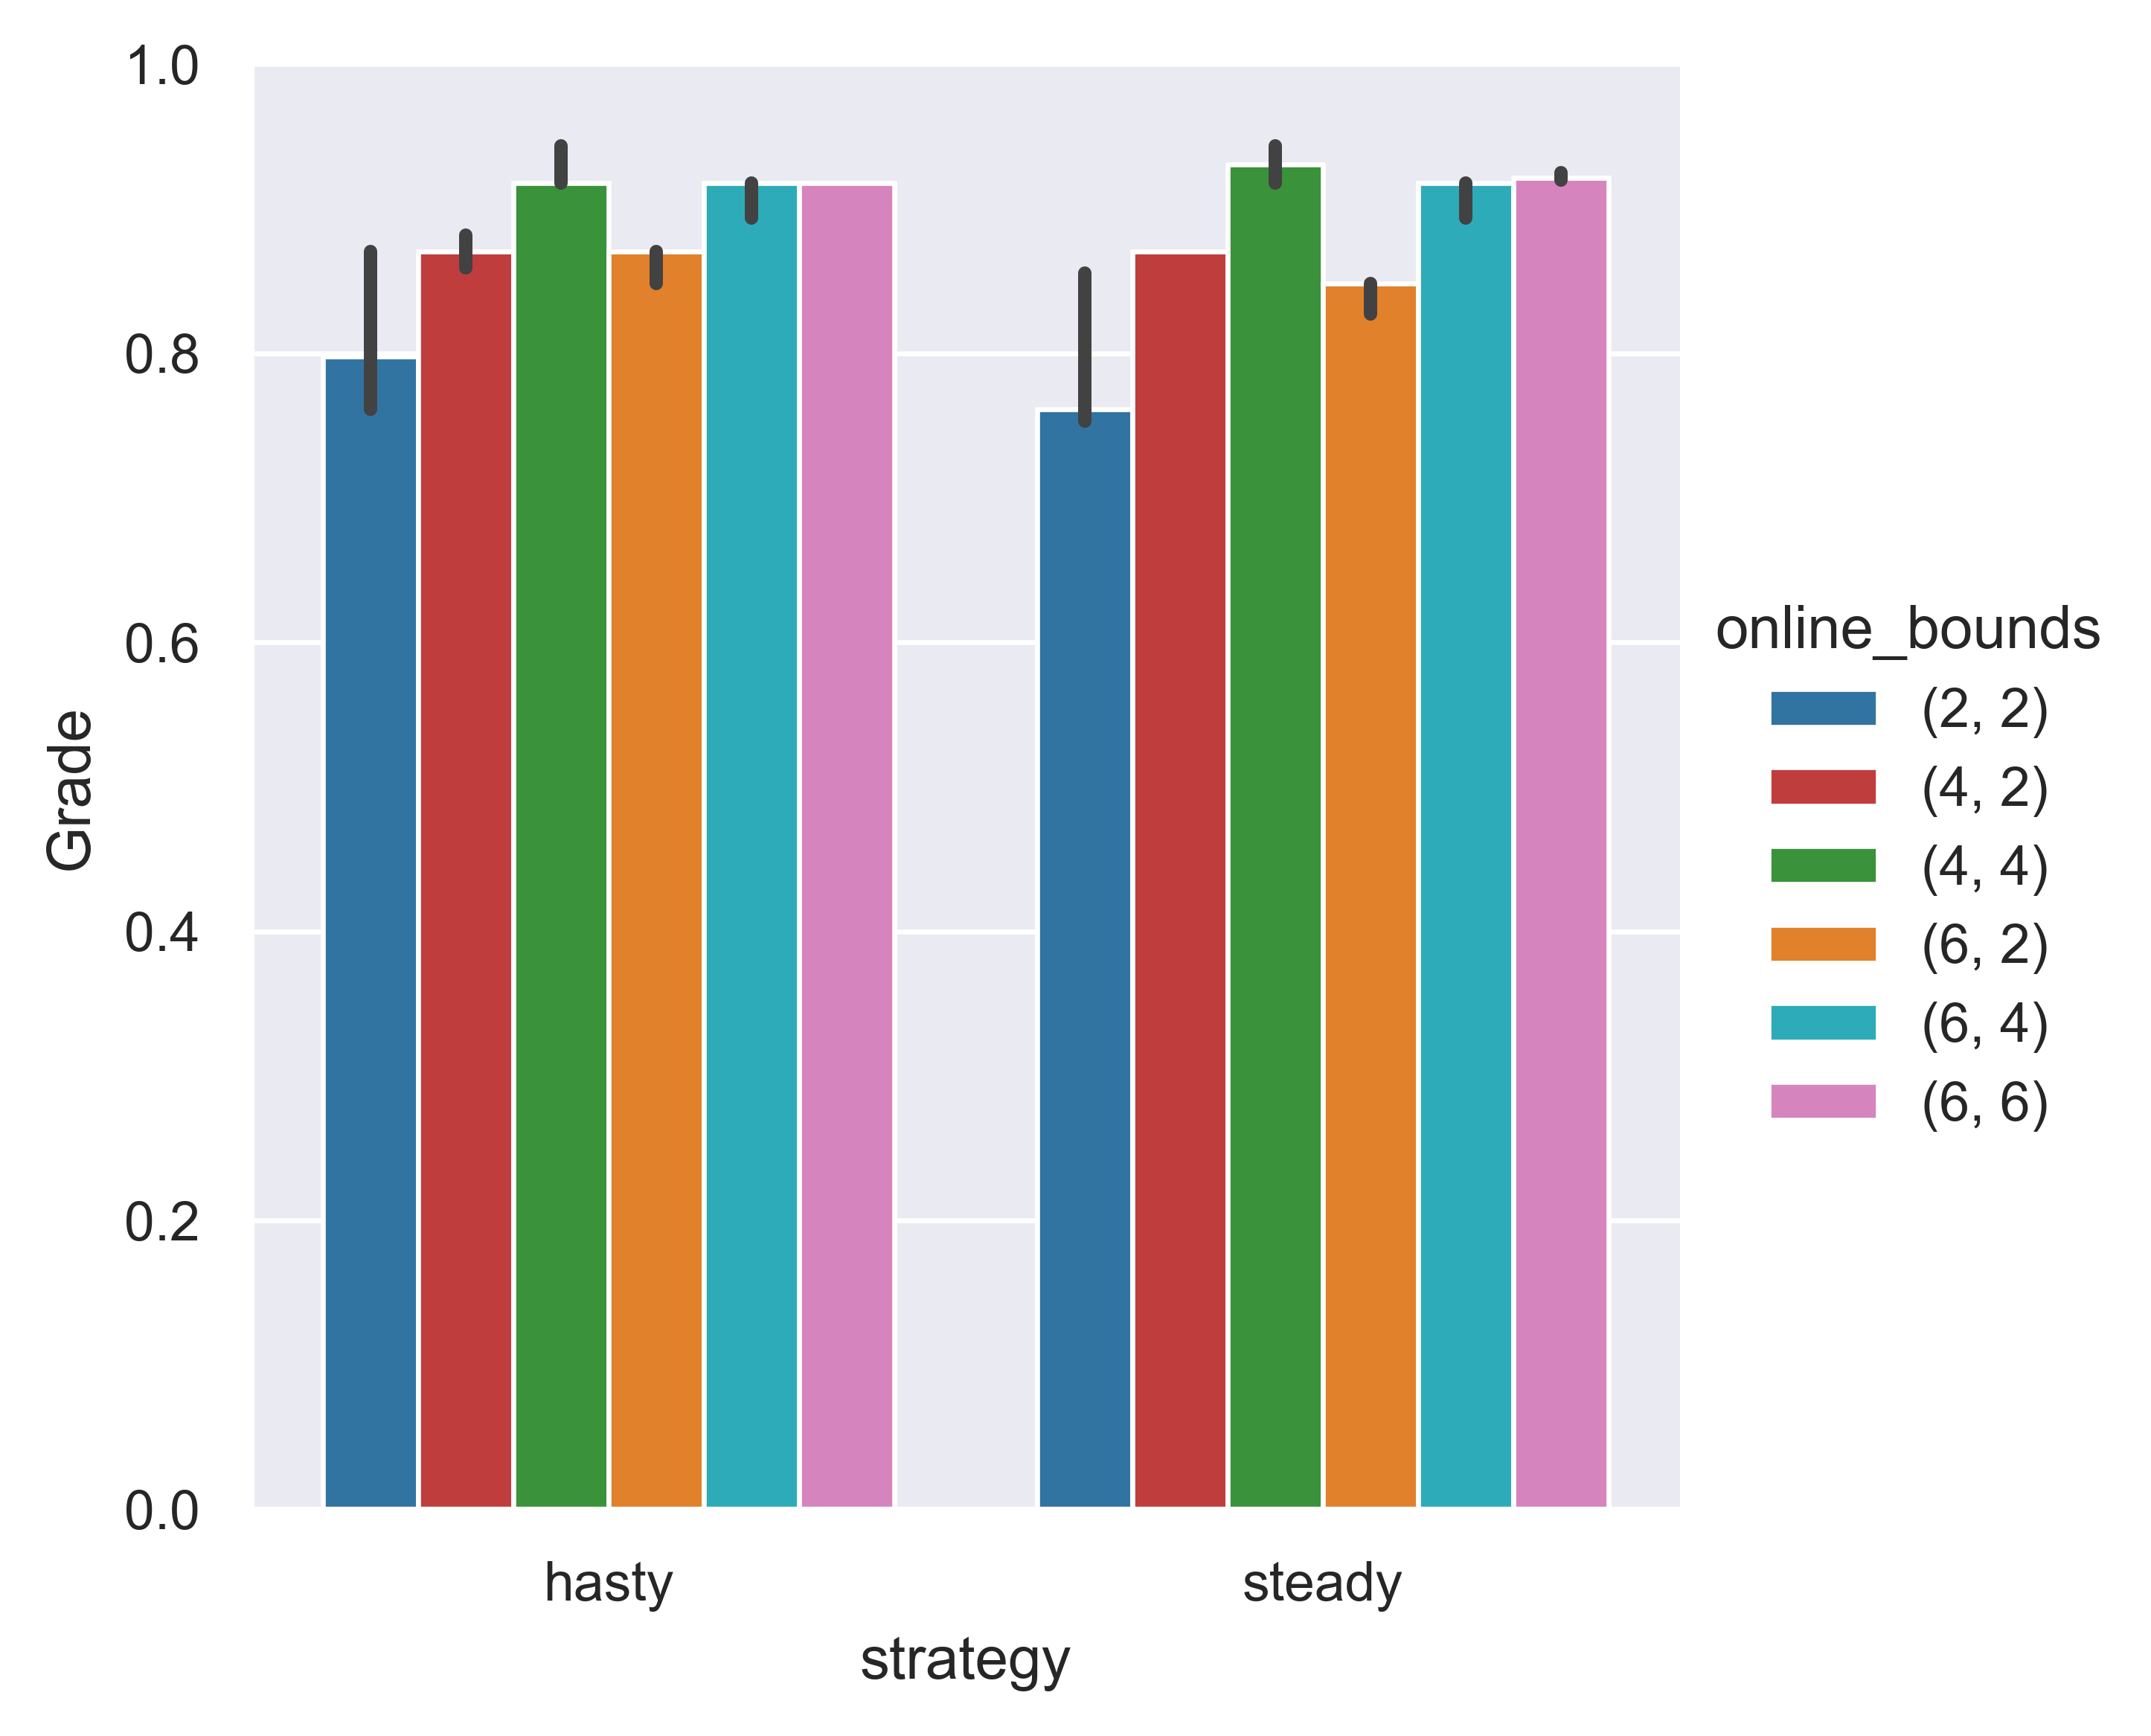 1.0
0.8
0.6
0.4
0.2
0.0
Grade
hasty
steady
strategy
online_bounds
(2, 2)
(4, 2)
(4, 4)
(6, 2)
(6, 4)
(6, 6)